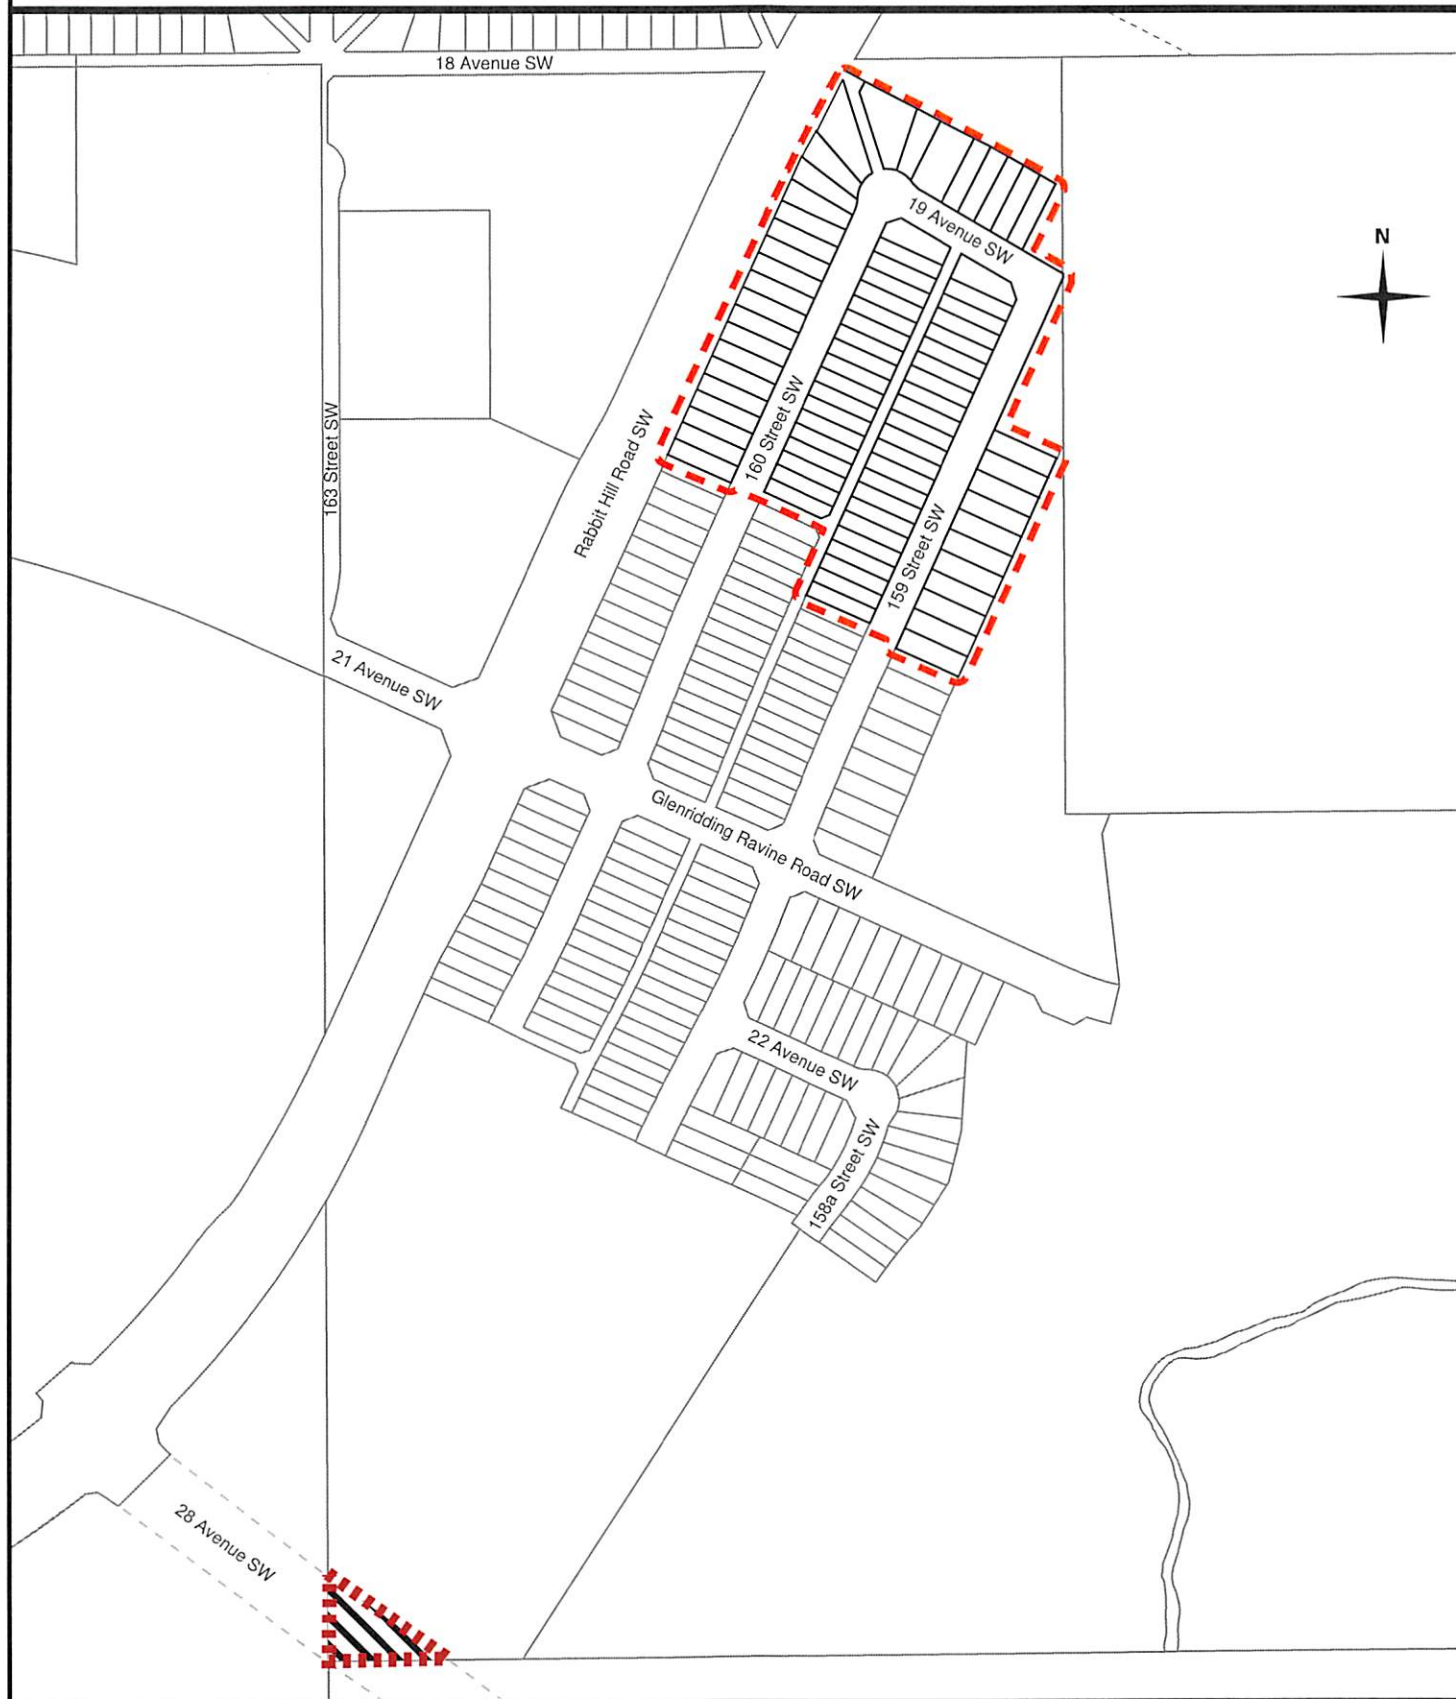 18 Avenue SW
19 Avenue SW
N
163 Street SW
Rabbit Hill Road SW
160 Street SW
159 Street SW
21 Avenue SW
Glenridding Ravine Road SW
22 Avenue SW
158a Street SW
28 Avenue SW